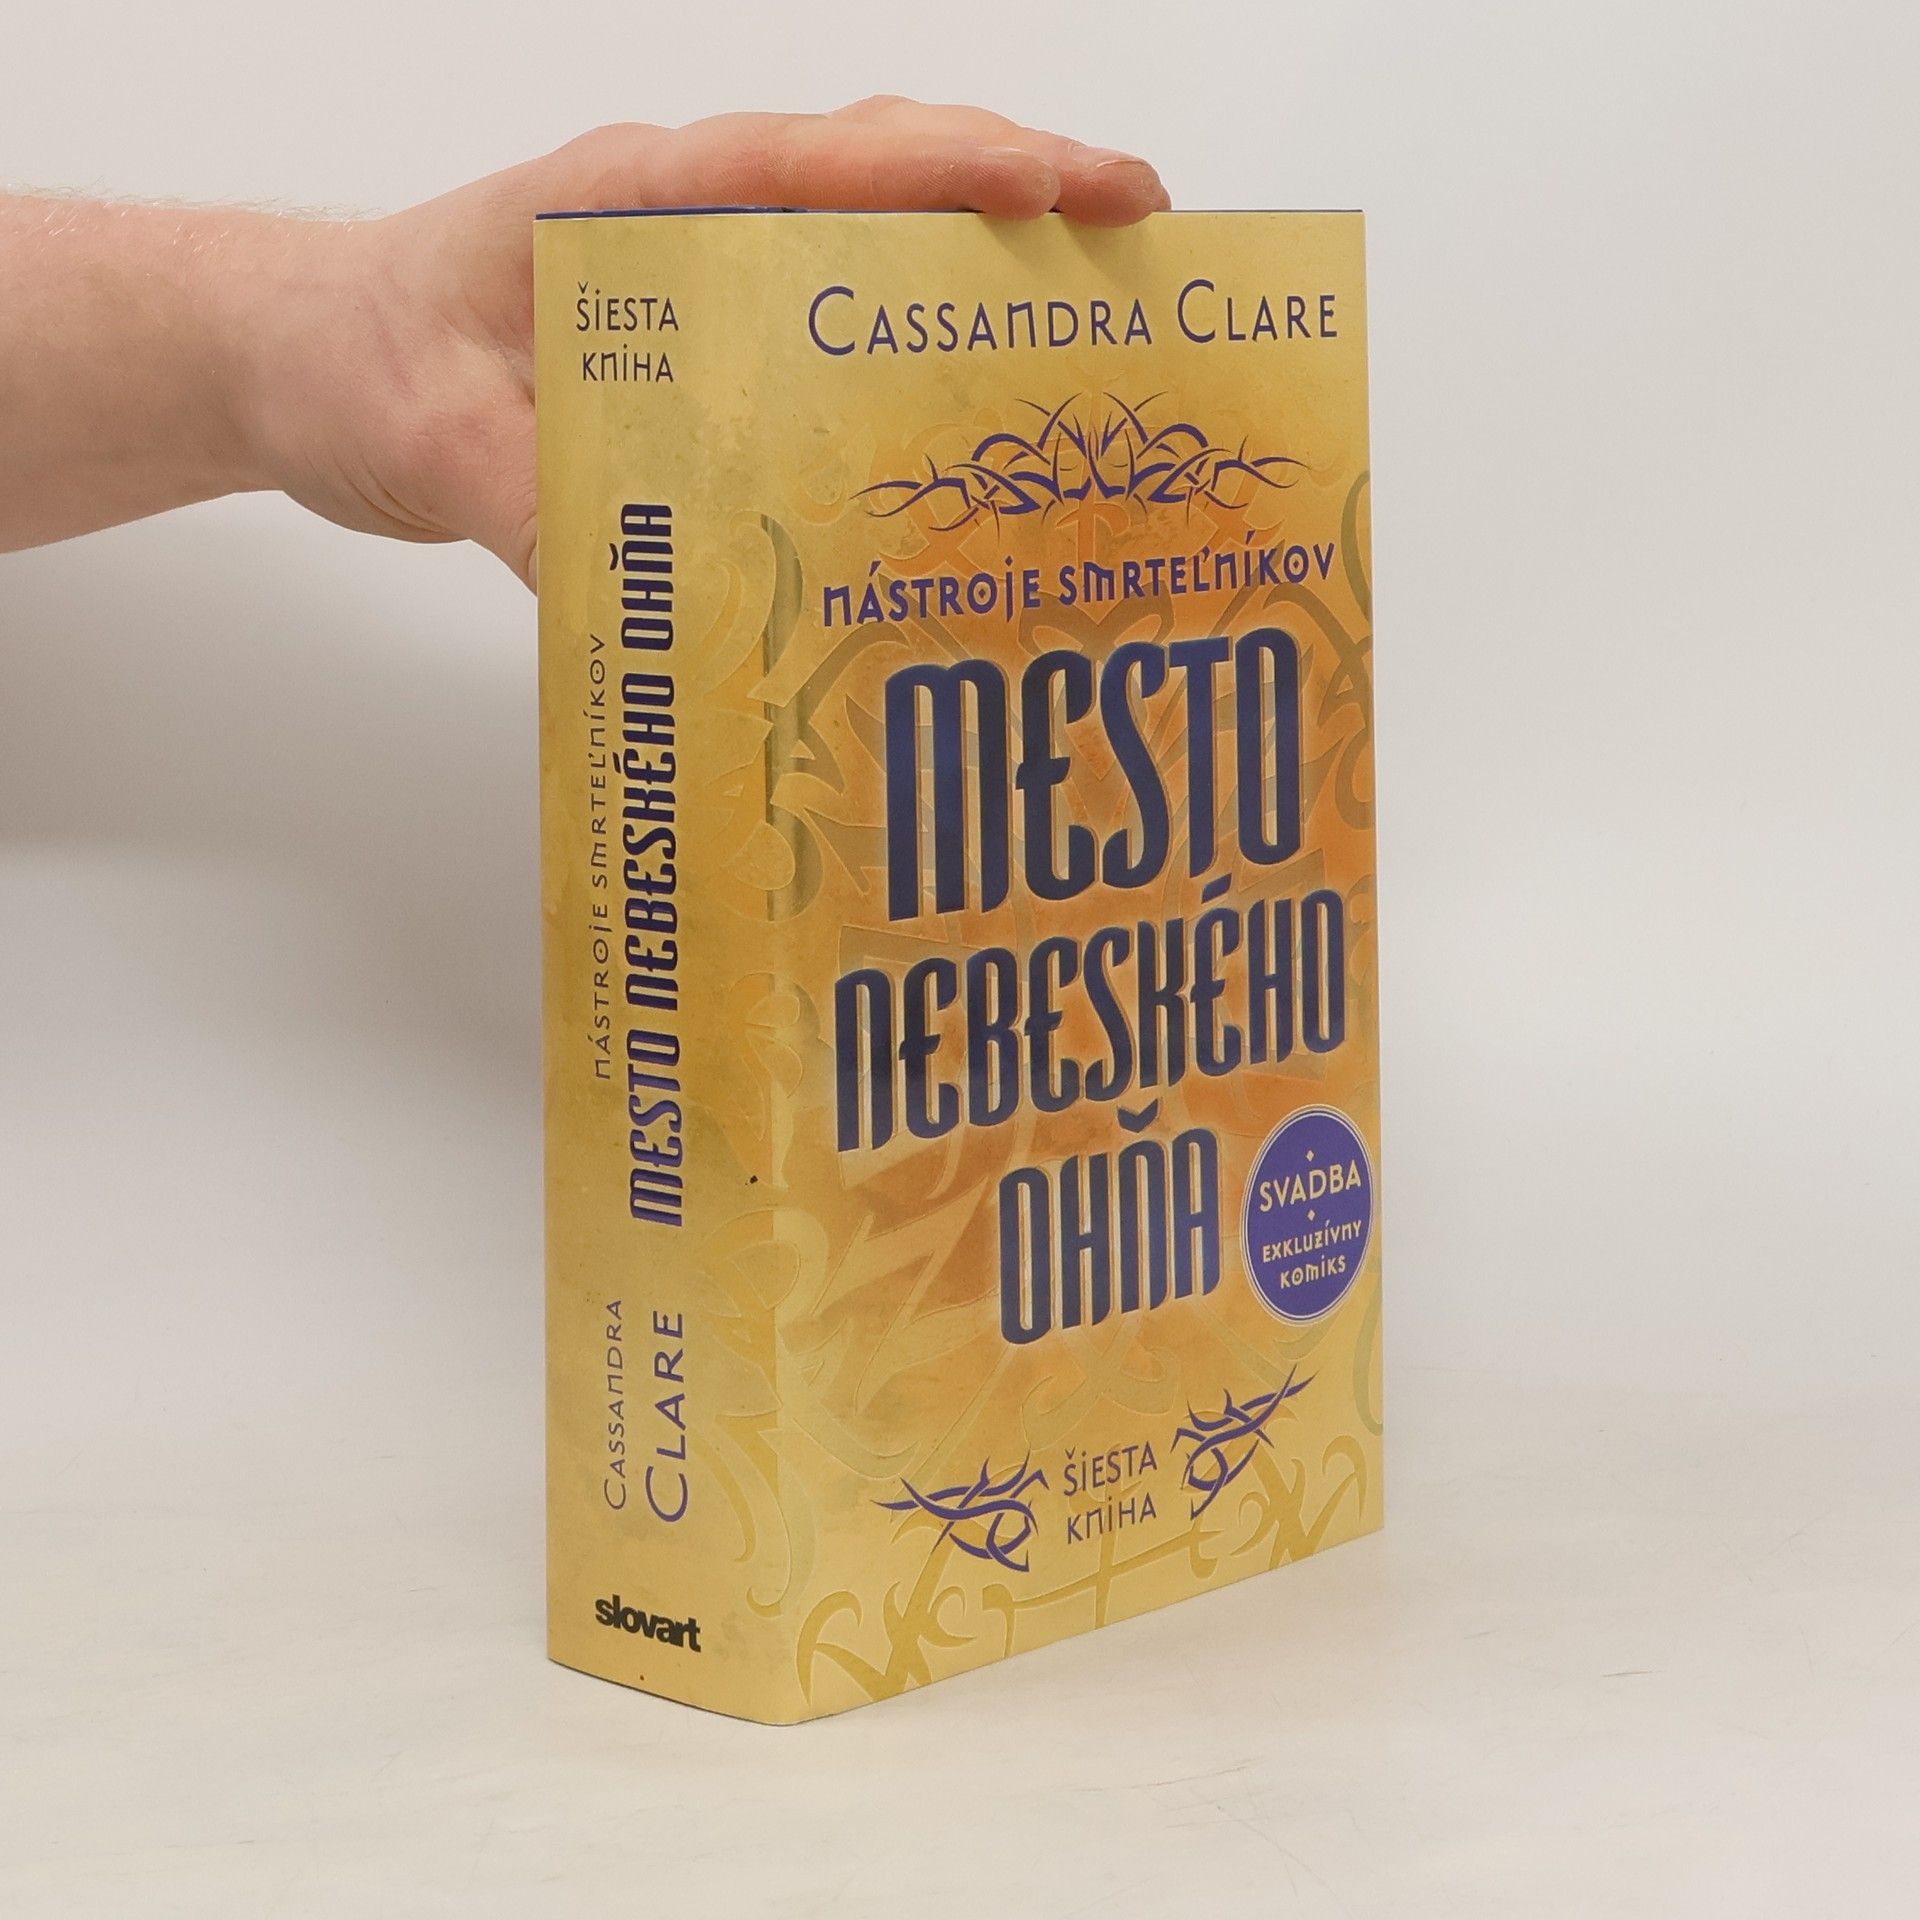 ŠIESTA
KNIHA
NÁSTROJE SMRTEĽNÍKOV
MESTO NEBESKÉHO OHŇA
CASSANDRA
CLARE
slovart
CASSANDRA CLARE
NÁSTROJE SMRTEĽNÍKOV
MESTO
NEBESKÉHO
OHŇA
SVADBA
EXKLUZÍVNY
KOMIKS
ŠIESTA
KNIHA